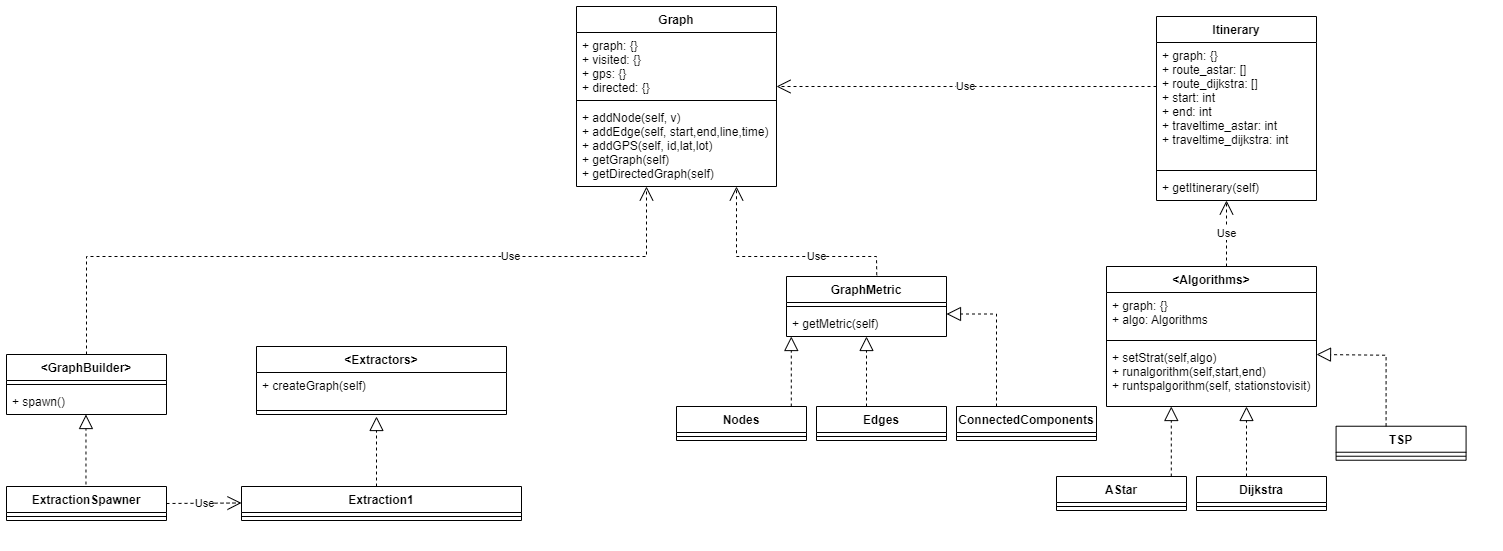 Graph
+ graph: {}
+ visited: {}
+ gps: {}
+ directed: {}
+ addNode(self, v)
+ addEdge(self, start,end,line,time)
+ addGPS(self, id,lat,lot)
+ getGraph(self)
+ getDirectedGraph(self)
Use
Itinerary
+ graph: {}
+ route_astar: []
+ route_dijkstra: []
+ start: int
+ end: int
+ traveltime_astar: int
+ traveltime_dijkstra: int
+ getItinerary(self)
Use
Use
Use
GraphMetric
+ getMetric(self)
<Algorithms>
+ graph: {}
+ algo: Algorithms
+ setStrat(self,algo)
+ runalgorithm(self,start,end)
+ runtspalgorithm(self, stationstovisit)
<GraphBuilder>
+ spawn()
<Extractors>
+ createGraph(self)
Nodes
Edges
ConnectedComponents
TSP
ExtractionSpawner
Use
Extraction1
AStar
Dijkstra